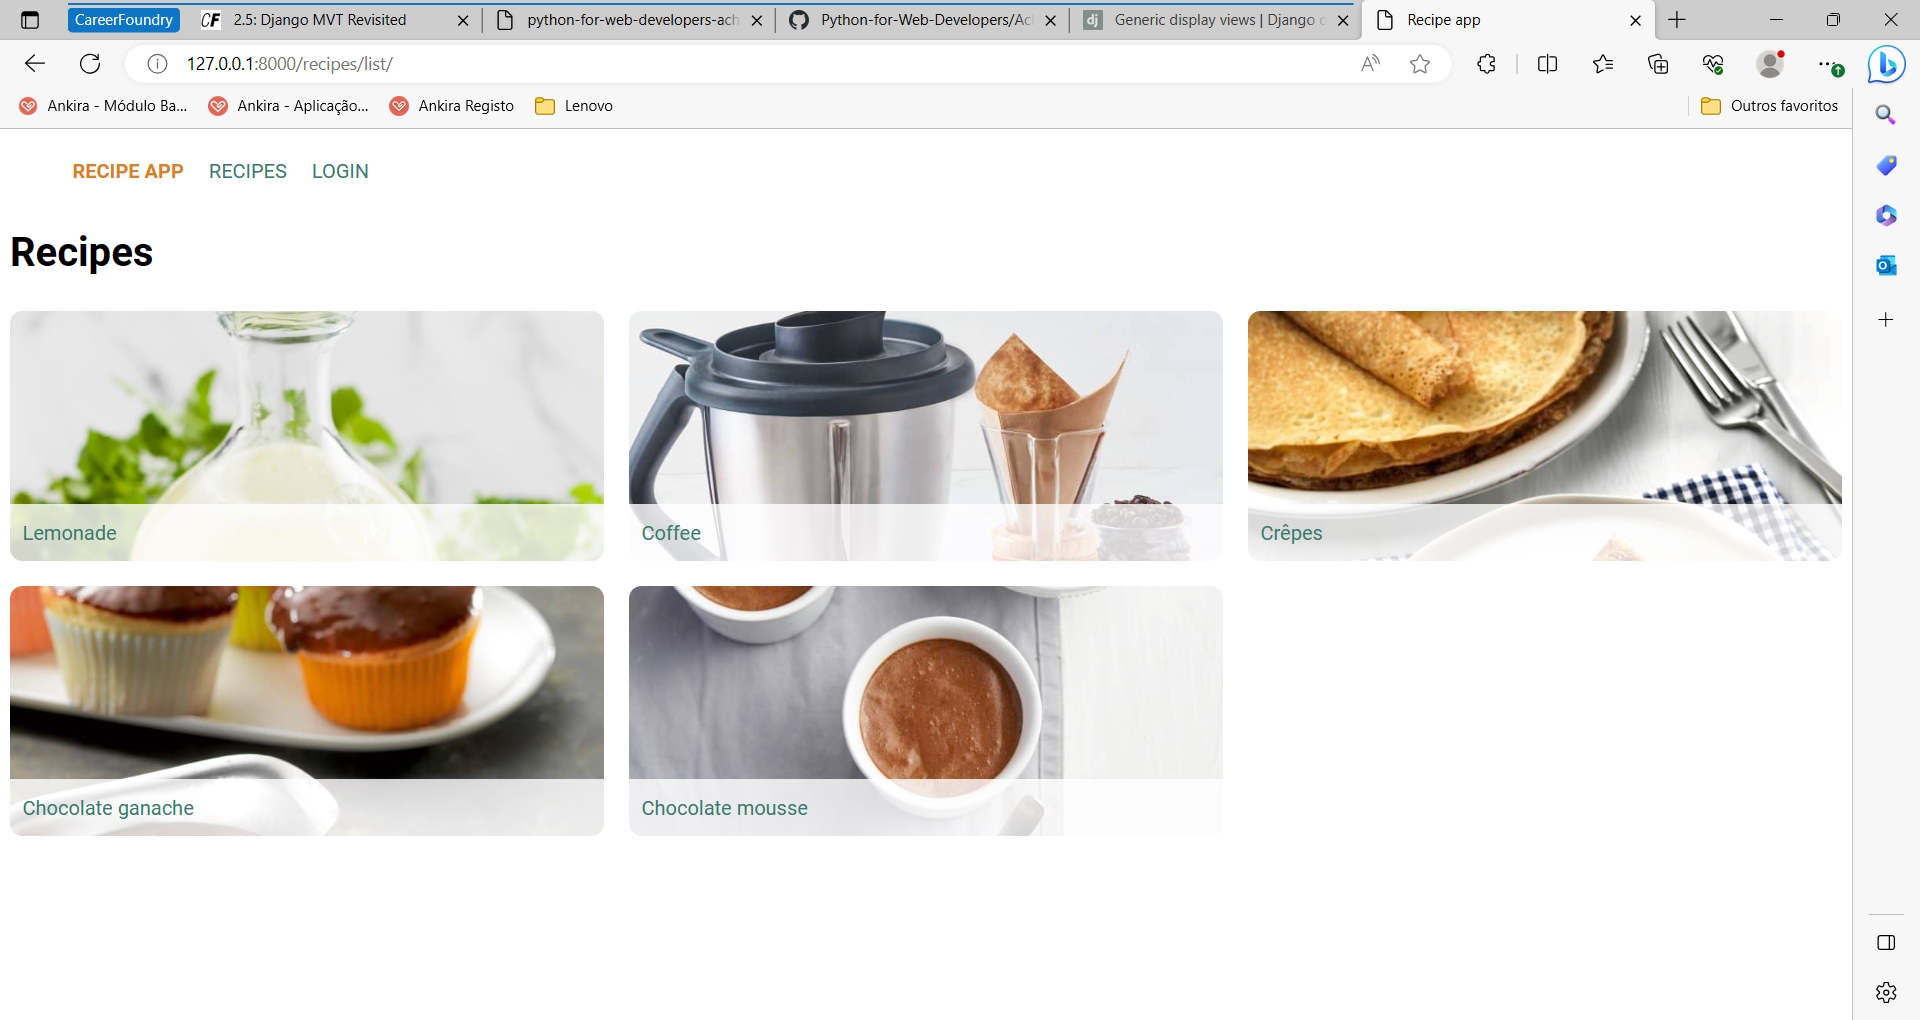 CareerFoundry
CF 2.5: Django MVT Revisited
python-for-web-developers-ach
Python-for-Web-Developers/Ac
dj Generic display views | Django
Recipe app
127.0.0.1:8000/recipes/list/
Ankira - Módulo Ba... Ankira - Aplicação... Ankira Registo Lenovo Outros favoritos
RECIPE APP RECIPES LOGIN
Recipes
Lemonade
Coffee
Crêpes
Chocolate ganache
Chocolate mousse